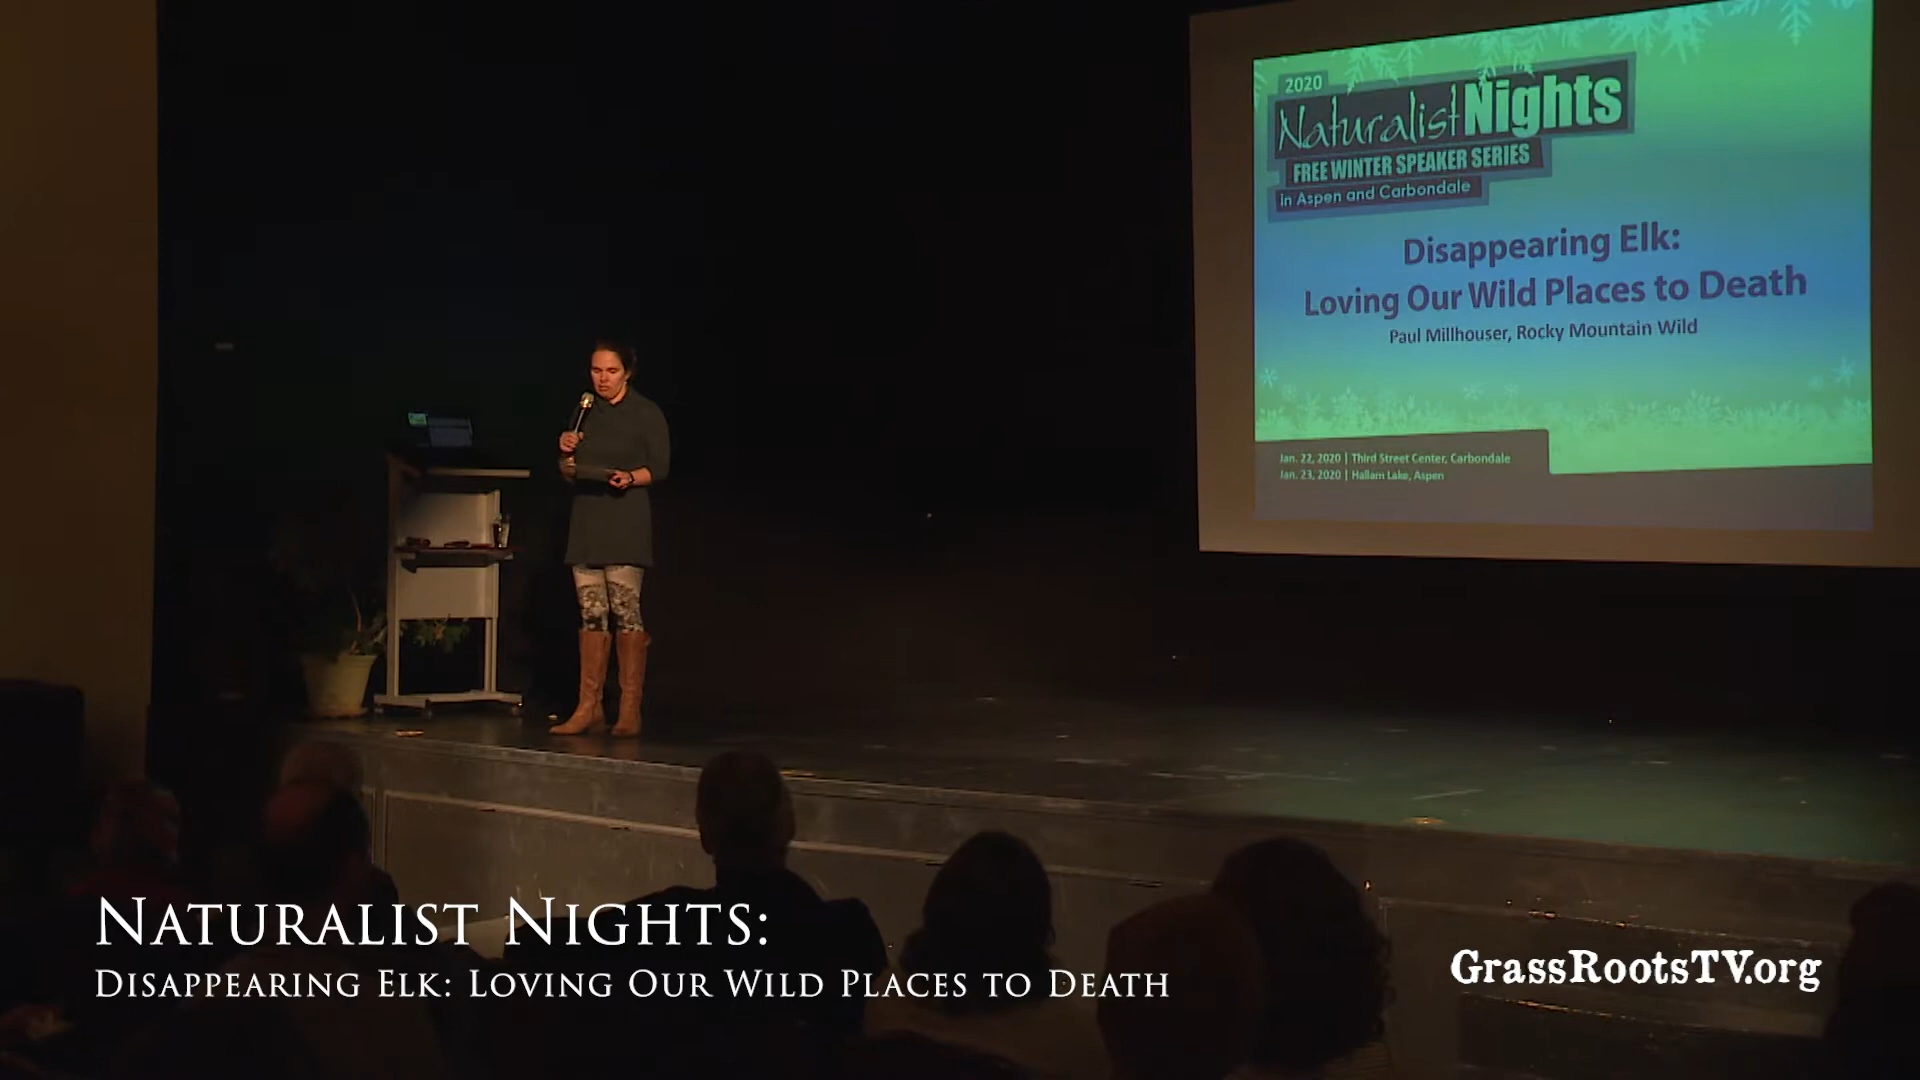 2020
Naturalist Nights
FREE WINTER SPEAKER SERIES
in Aspen and Carbondale
Disappearing Elk:
Loving Our Wild Places to Death
Paul Millhouser, Rocky Mountain Wild
Jan. 22, 2020 | Third Street Center, Carbondale
Jan. 23, 2020 | Hallam Lake, Aspen
NATURALIST NIGHTS:
DISAPPEARING ELK: LOVING OUR WILD PLACES TO DEATH
GrassRootsTV.org